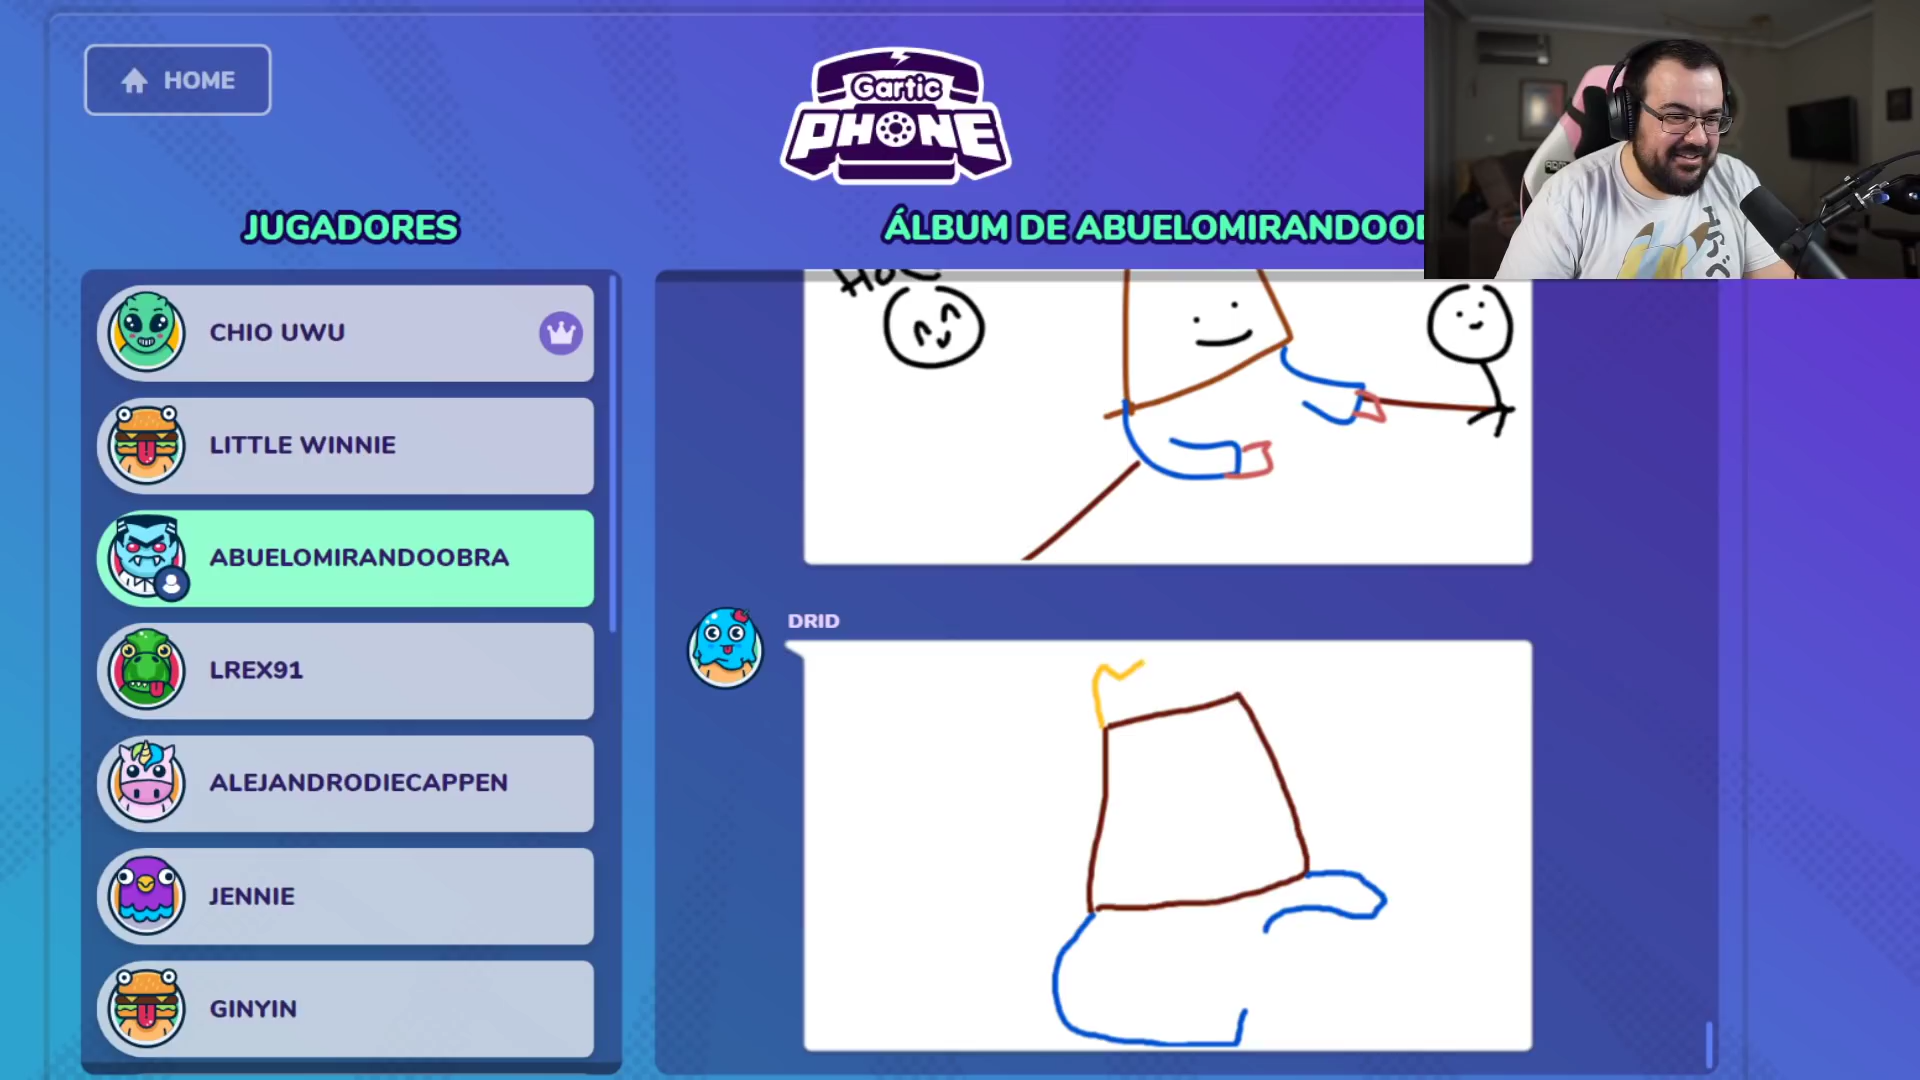 HOME
Gartic
PHONE
JUGADORES
ÁLBUM DE ABUELOMIRANDOOB
CHIO UWU
LITTLE WINNIE
ABUELOMIRANDOOBRA
LREX91
ALEJANDRODIECAPPEN
JENNIE
GINYIN
DRID